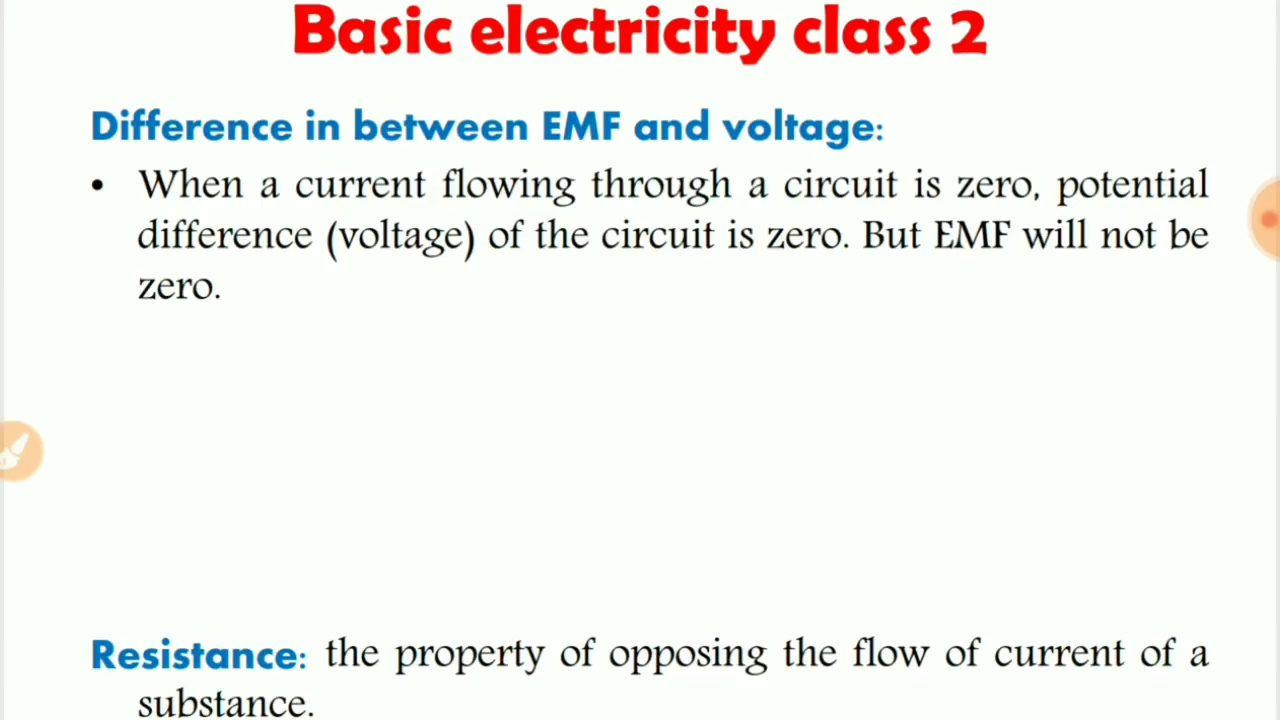 Basic electricity class 2
Difference in between EMF and voltage:
• When a current flowing through a circuit is zero, potential
difference (voltage) of the circuit is zero. But EMF will not be
zero.
Resistance: the property of opposing the flow of current of a
substance.